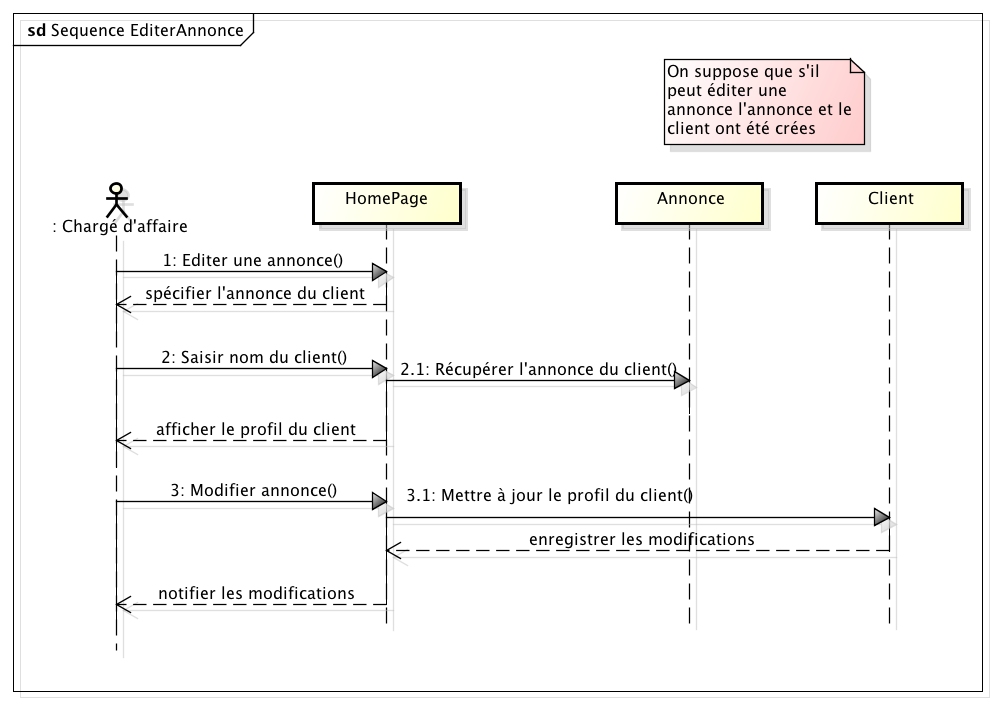 sd Sequence EditerAnnonce
On suppose que s'il
peut éditer une
annonce l'annonce et le
client ont été crées
: Chargé d'affaire
HomePage
Annonce
Client
1: Editer une annonce()
spécifier l'annonce du client
2: Saisir nom du client()
2.1: Récupérer l'annonce du client()
afficher le profil du client
3: Modifier annonce()
3.1: Mettre à jour le profil du client()
enregistrer les modifications
notifier les modifications